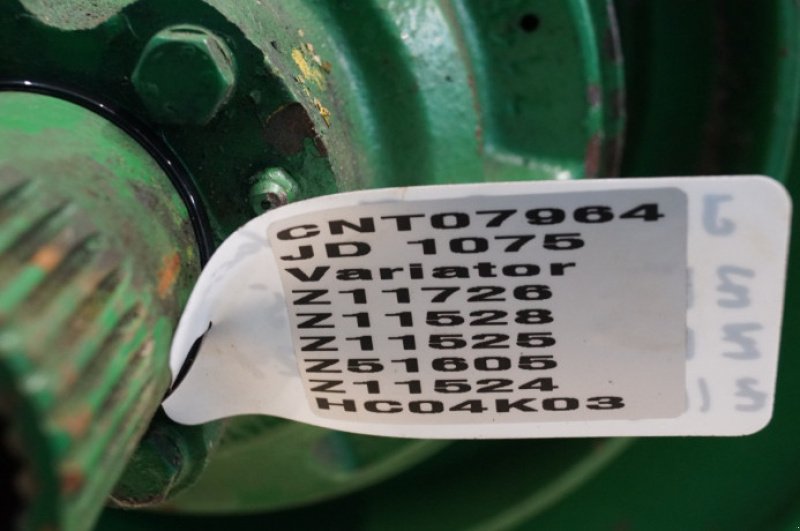 CNT07964
JD 1075
Variator
Z11726
Z11528
Z11525
Z51605
Z11524
HC04K03